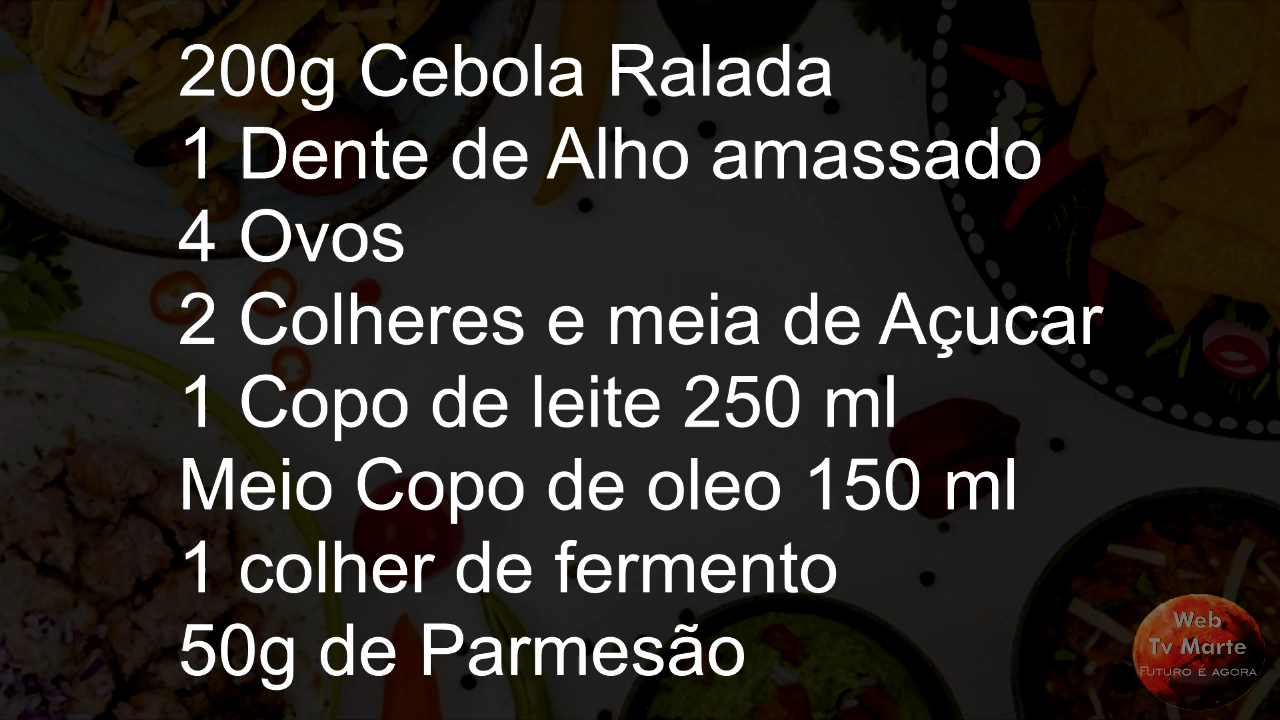 200g Cebola Ralada
1 Dente de Alho amassado
4 Ovos
2 Colheres e meia de Açucar
1 Copo de leite 250 ml
Meio Copo de oleo 150 ml
1 colher de fermento
50g de Parmesão
Web
Tv Marte
Futuro é agora